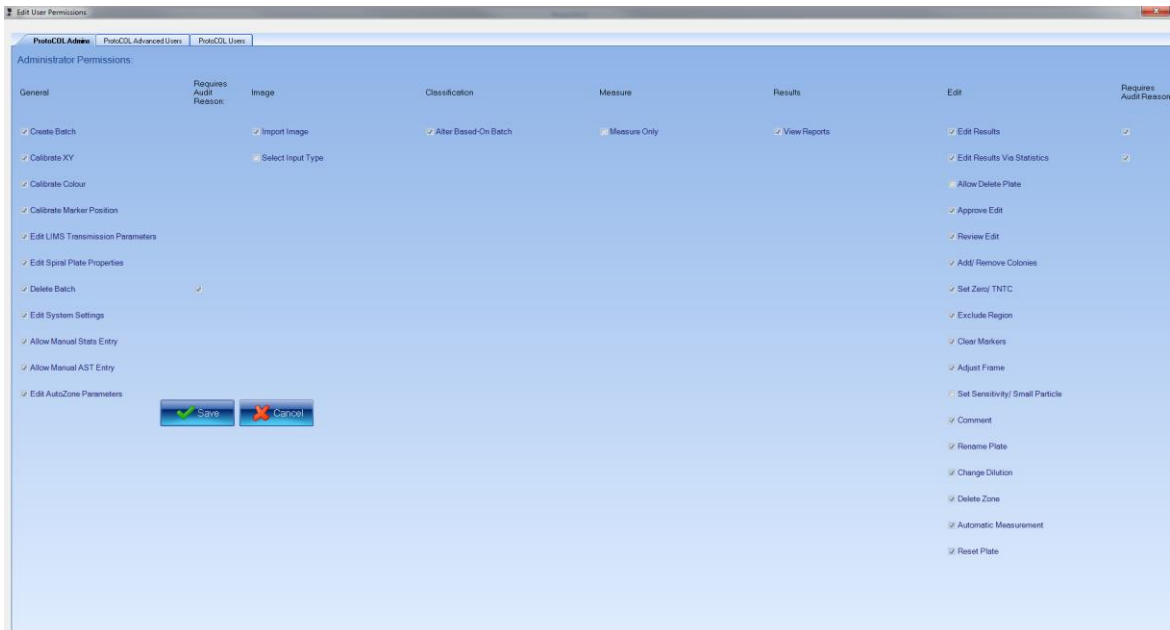 Edit User Permissions
ProtoCOL Admins ProtoCOL Advanced Users ProtoCOL Users
Administrator Permissions:
General Requires Audit Reason: Image Classification Measure Results Edit Requires Audit Reason
Create Batch Import Image Alter Based-On Batch Measure Only View Reports Edit Results
Calibrate XY Select Input Type Edit Results Via Statistics
Calibrate Colour Allow Delete Plate
Calibrate Marker Position Approve Edit
Edit LIMS Transmission Parameters Review Edit
Edit Spiral Plate Properties Add/ Remove Colonies
Delete Batch Set Zero/ TNTC
Edit System Settings Exclude Region
Allow Manual Stats Entry Clear Markers
Allow Manual AST Entry Adjust Frame
Edit AutoZone Parameters Set Sensitivity/ Small Particle
Save Cancel Comment
Rename Plate
Change Dilution
Delete Zone
Automatic Measurement
Reset Plate